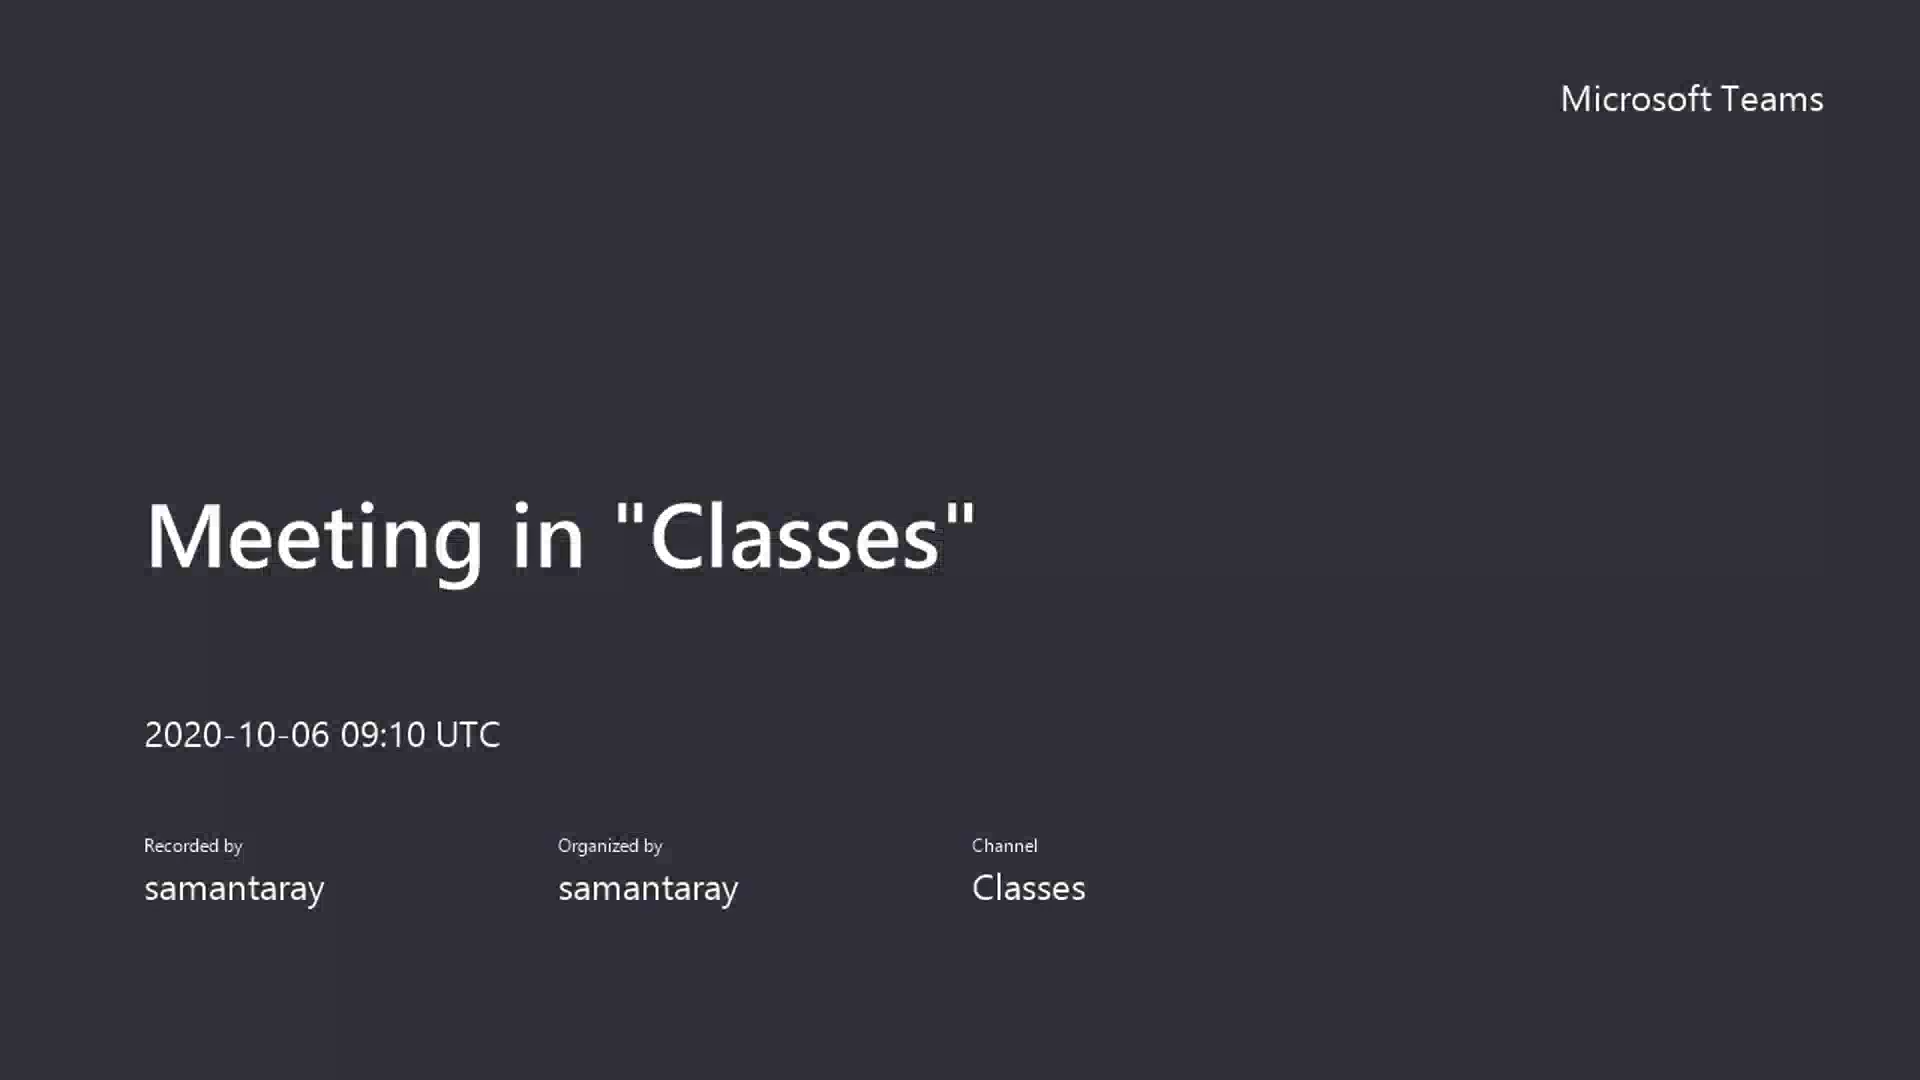 Microsoft Teams
Meeting in "Classes"
2020-10-06 09:10 UTC
Recorded by
samantaray
Organized by
samantaray
Channel
Classes